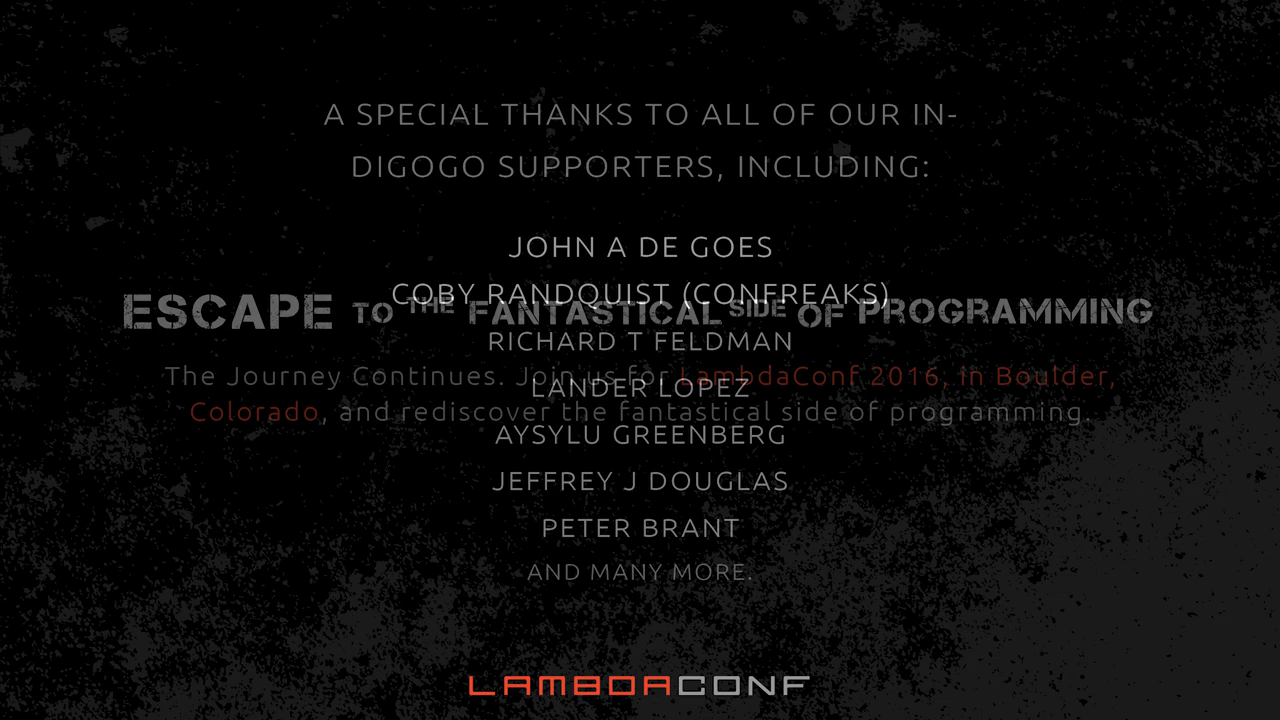 A SPECIAL THANKS TO ALL OF OUR IN-
DIGOGO SUPPORTERS, INCLUDING:
JOHN A DE GOES
COBY RANDQUIST (CONFREAKS)
ESCAPE TO THE FANTASTICAL SIDE OF PROGRAMMING
RICHARD T FELDMAN
The Journey Continues. Join us for LambdaConf 2016, in Boulder,
LANDER LOPEZ
Colorado, and rediscover the fantastical side of programming.
AYSYLU GREENBERG
JEFFREY J DOUGLAS
PETER BRANT
AND MANY MORE.
LAMBDACONF